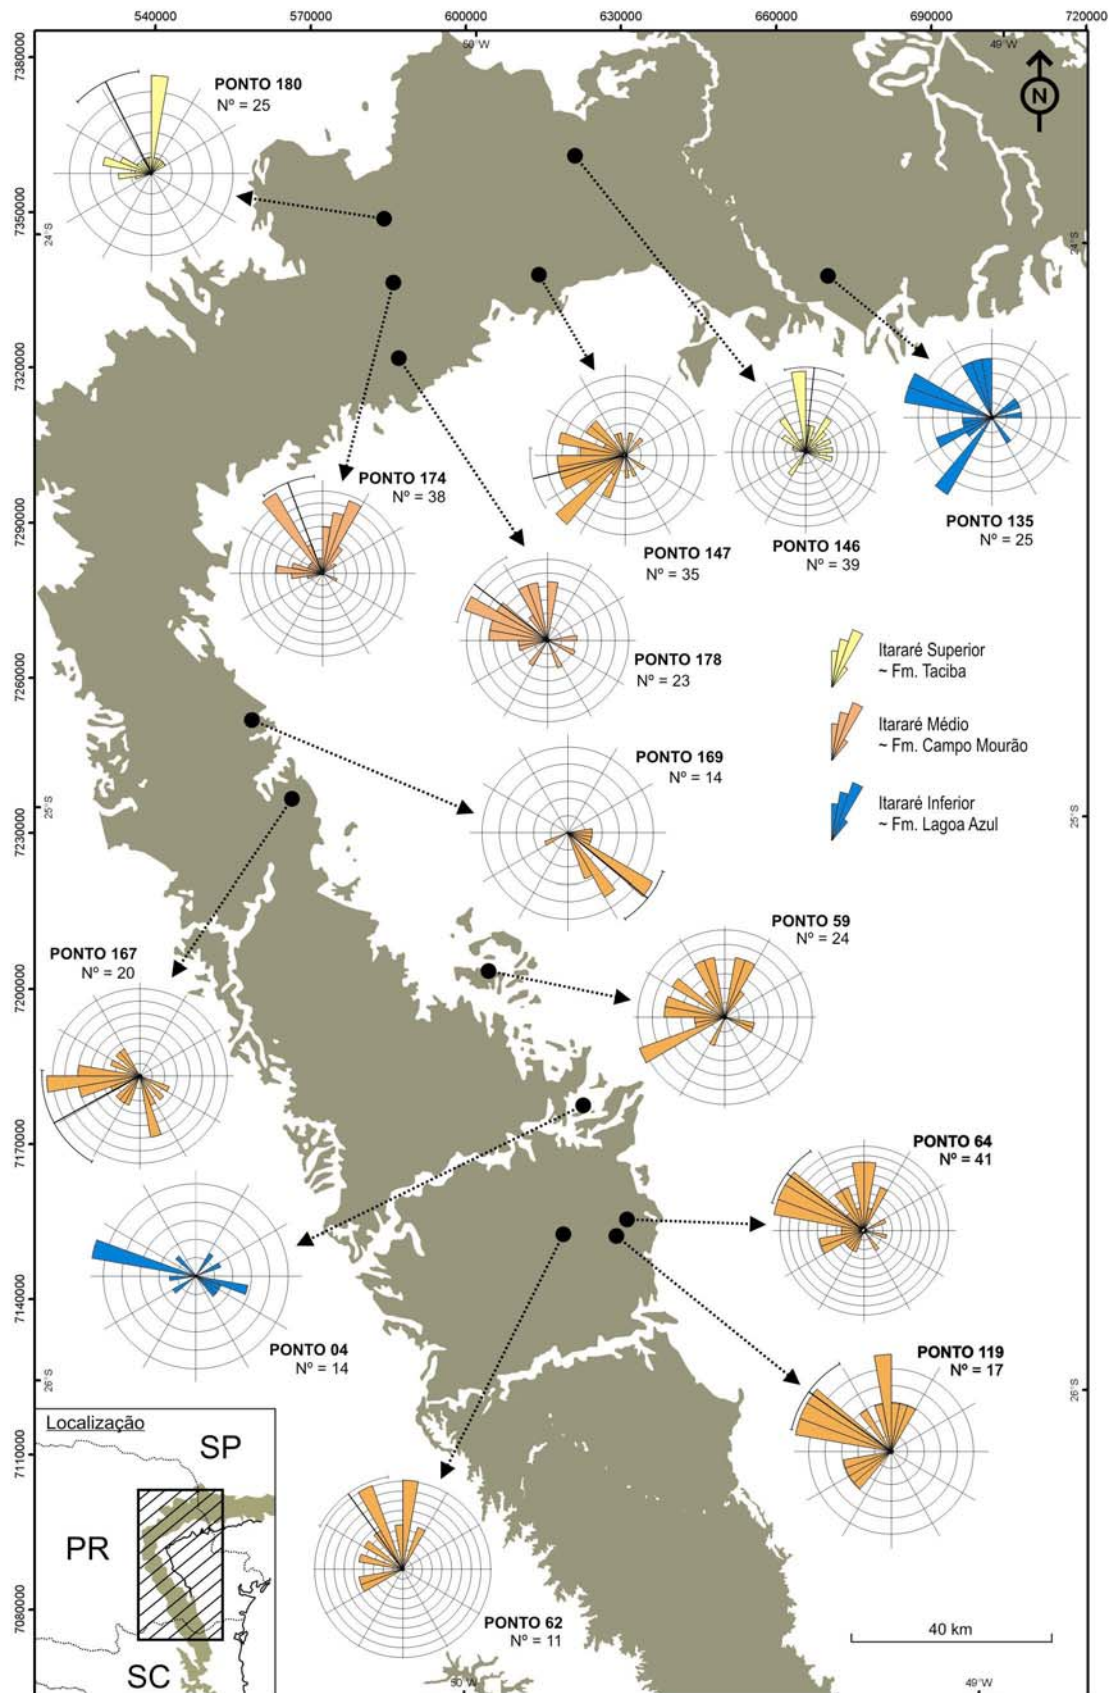 540000
570000
600000
630000
660000
690000
720000
50°W
49°W
7380000
7350000
7320000
7290000
7260000
7230000
7200000
7170000
7140000
7110000
7080000
24°S
24°S
25°S
25°S
26°S
26°S
N
PONTO 180
Nº = 25
PONTO 174
Nº = 38
PONTO 147
Nº = 35
PONTO 146
Nº = 39
PONTO 135
Nº = 25
PONTO 178
Nº = 23
Itararé Superior
~ Fm. Taciba
Itararé Médio
~ Fm. Campo Mourão
Itararé Inferior
~ Fm. Lagoa Azul
PONTO 169
Nº = 14
PONTO 59
Nº = 24
PONTO 167
Nº = 20
PONTO 64
Nº = 41
PONTO 04
Nº = 14
PONTO 119
Nº = 17
PONTO 62
Nº = 11
Localização
SP
PR
SC
40 km
50°W
49°W